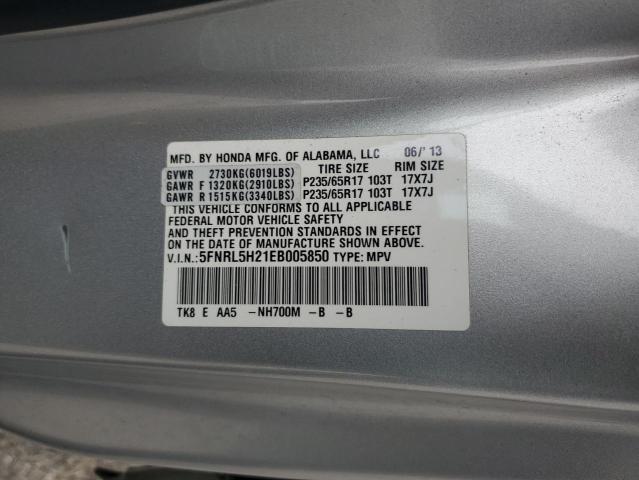 MFD. BY HONDA MFG. OF ALABAMA, LLC 06/'13
TIRE SIZE RIM SIZE
GVWR 2730KG(6019LBS)
GAWR F 1320KG(2910LBS) P235/65R17 103T 17X7J
GAWR R 1515KG(3340LBS) P235/65R17 103T 17X7J
THIS VEHICLE CONFORMS TO ALL APPLICABLE
FEDERAL MOTOR VEHICLE SAFETY
AND THEFT PREVENTION STANDARDS IN EFFECT
ON THE DATE OF MANUFACTURE SHOWN ABOVE.
V.I.N.:5FNRL5H21EB005850 TYPE: MPV
TK8 E AA5 -NH700M -B -B